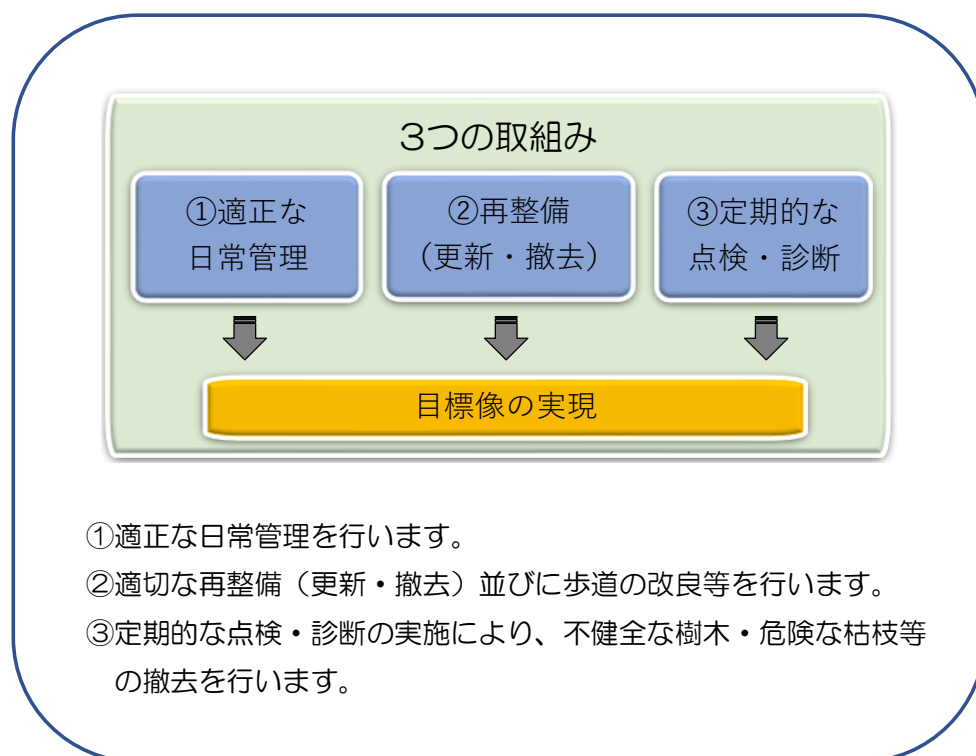 3つの取組み
①適正な
日常管理
②再整備
（更新・撤去）
③定期的な
点検・診断
目標像の実現
①適正な日常管理を行います。
②適切な再整備（更新・撤去）並びに歩道の改良等を行います。
③定期的な点検・診断の実施により、不健全な樹木・危険な枯枝等
の撤去を行います。